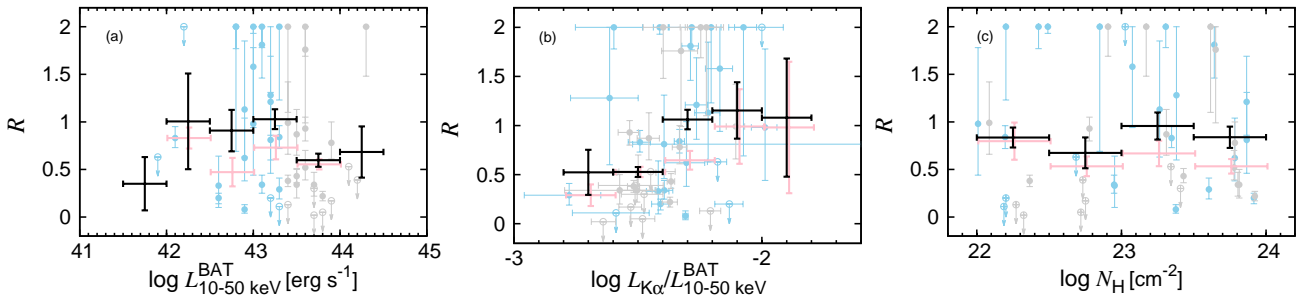 (a)
R
2
1.5
1
0.5
0
41 42 43 44 45
log L^BAT_10-50 keV [erg s^-1]
(b)
R
2
1.5
1
0.5
0
-3 -2
log L_Kα/L^BAT_10-50 keV
(c)
R
2
1.5
1
0.5
0
22 23 24
log N_H [cm^-2]